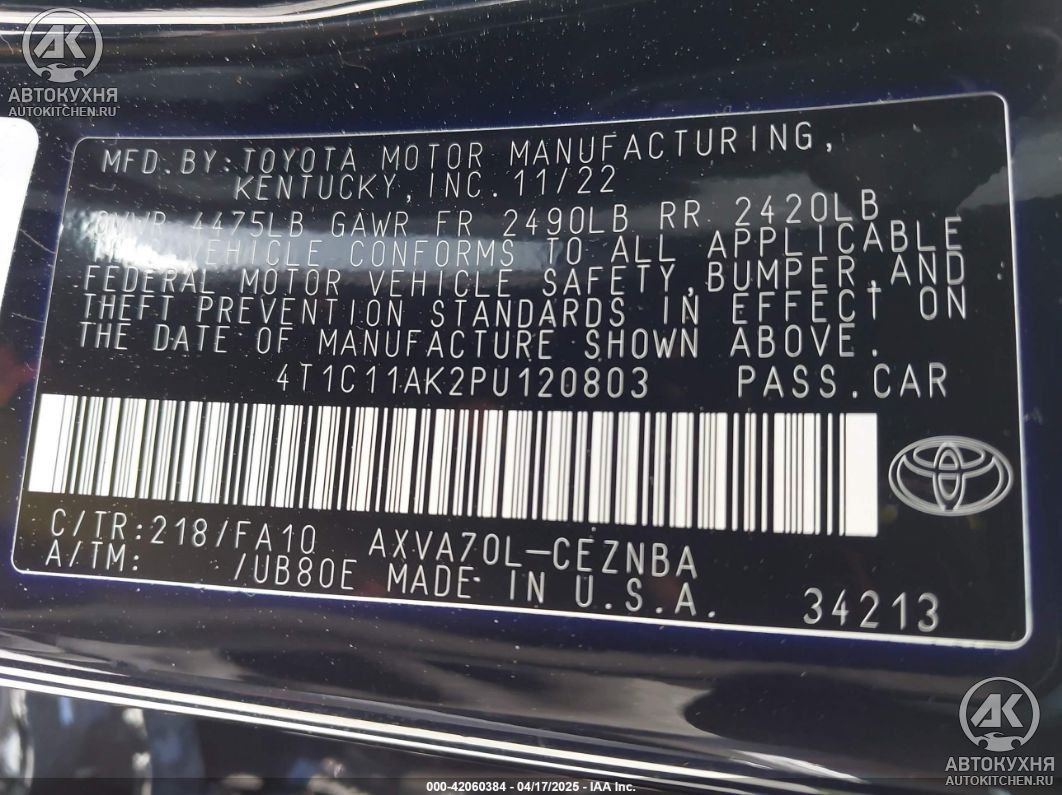 AK
АВТОКУХНЯ
AUTOKITCHEN.RU
MFD.BY:TOYOTA MOTOR MANUFACTURING,
KENTUCKY, INC. 11/22
GVWR 4475LB GAWR FR 2490LB RR 2420LB
THIS VEHICLE CONFORMS TO ALL APPLICABLE
FEDERAL MOTOR VEHICLE SAFETY,BUMPER,AND
THEFT PREVENTION STANDARDS IN EFFECT ON
THE DATE OF MANUFACTURE SHOWN ABOVE.
4T1C11AK2PU120803 PASS.CAR
C/TR:218/FA10 AXVA70L-CEZNBA
A/TM: /UB80E MADE IN U.S.A. 34213
AK
АВТОКУХНЯ
AUTOKITCHEN.RU
000-42060384 - 04/17/2025 - IAA Inc.